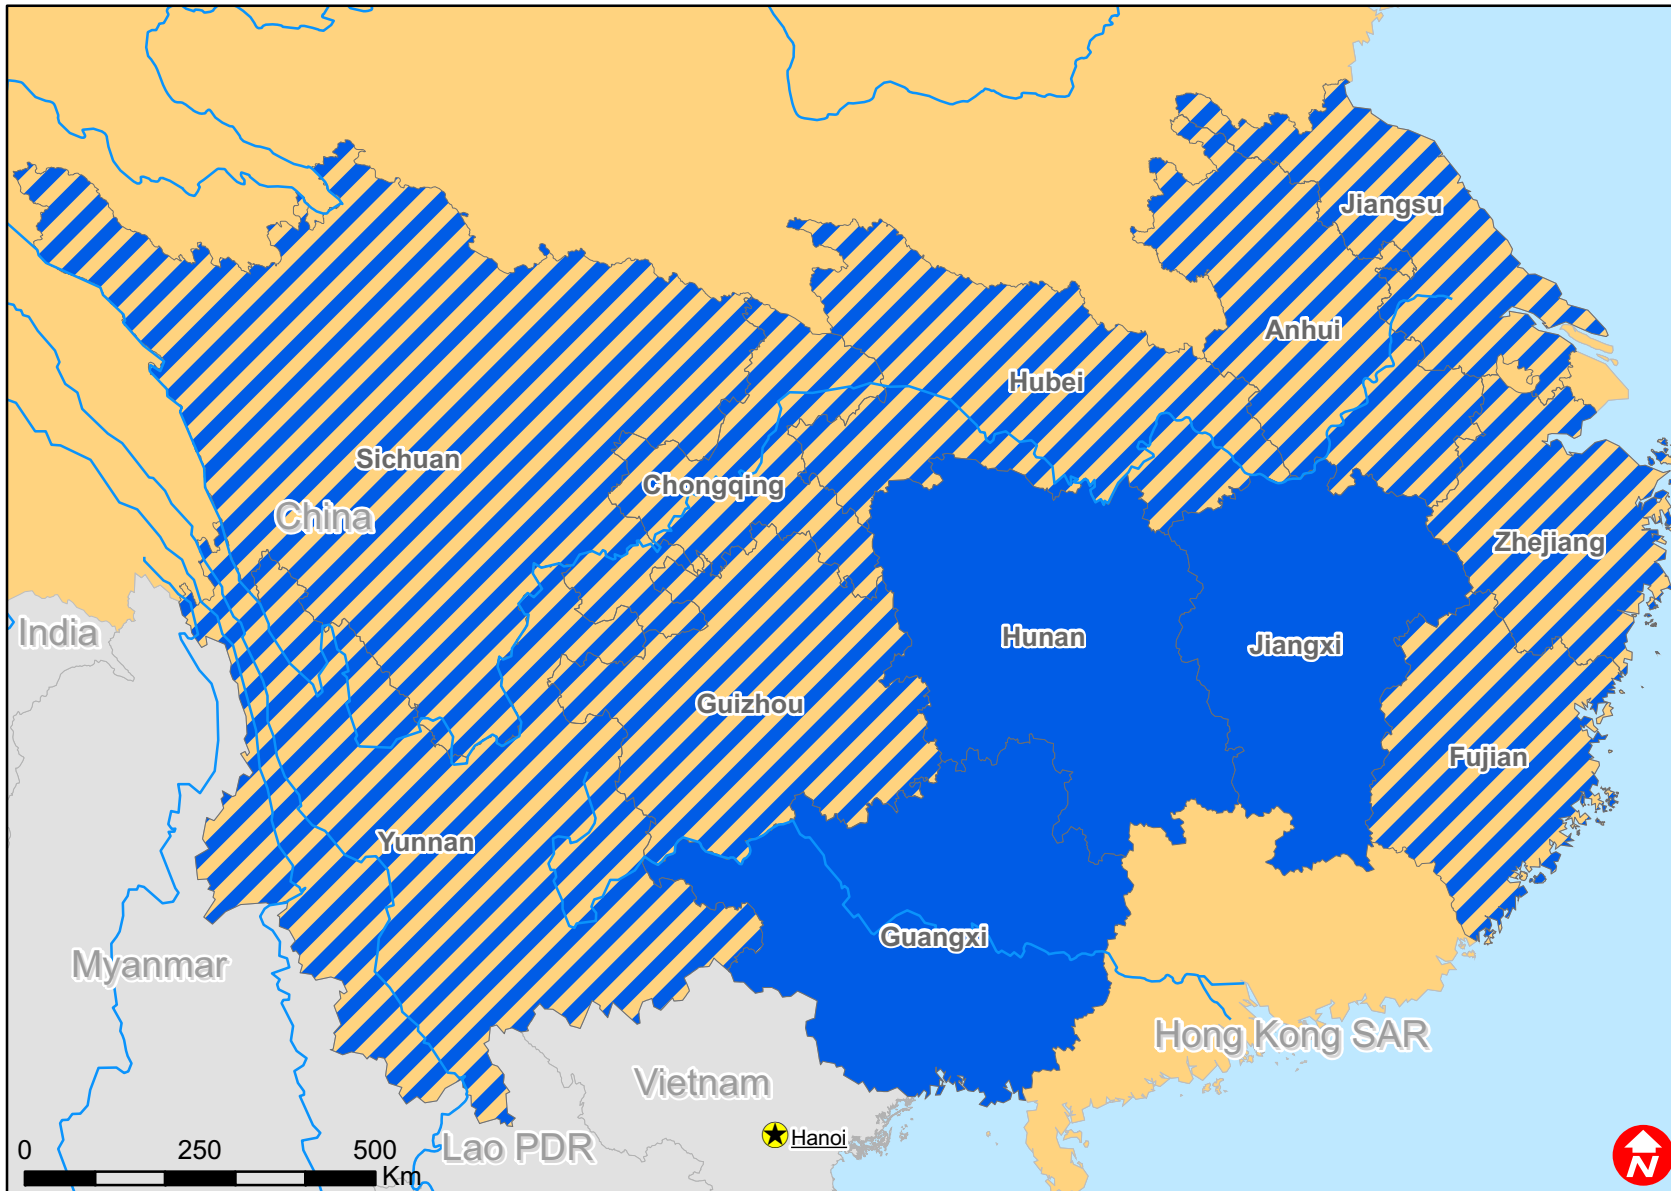 Jiangsu
Anhui
Hubei
Sichuan
Chongqing
China
Zhejiang
India
Hunan
Jiangxi
Guizhou
Fujian
Yunnan
Guangxi
Myanmar
Hong Kong SAR
Vietnam
Hanoi
Lao PDR
0 250 500
Km
N